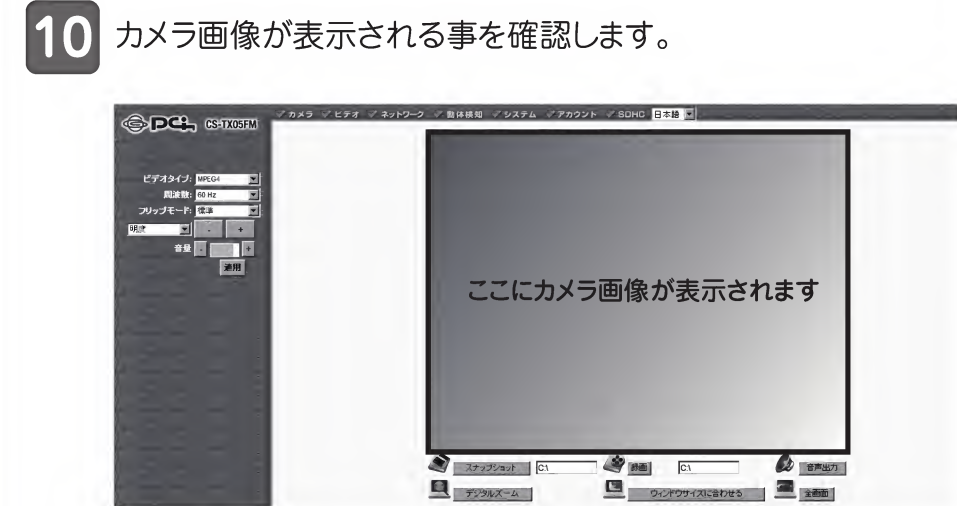 10 カメラ画像が表示される事を確認します。
PCi CS-TX05FM
カメラ ビデオ ネットワーク 動体検知 システム アカウント SDHC 日本語
ビデオタイプ: MPEG4
周波数: 60 Hz
フリップモード: 標準
明度 - +
音量 - +
適用
ここにカメラ画像が表示されます
スナップショット C:\ 録画 C:\ 音声出力
デジタルズーム ウィンドウサイズに合わせる 全画面